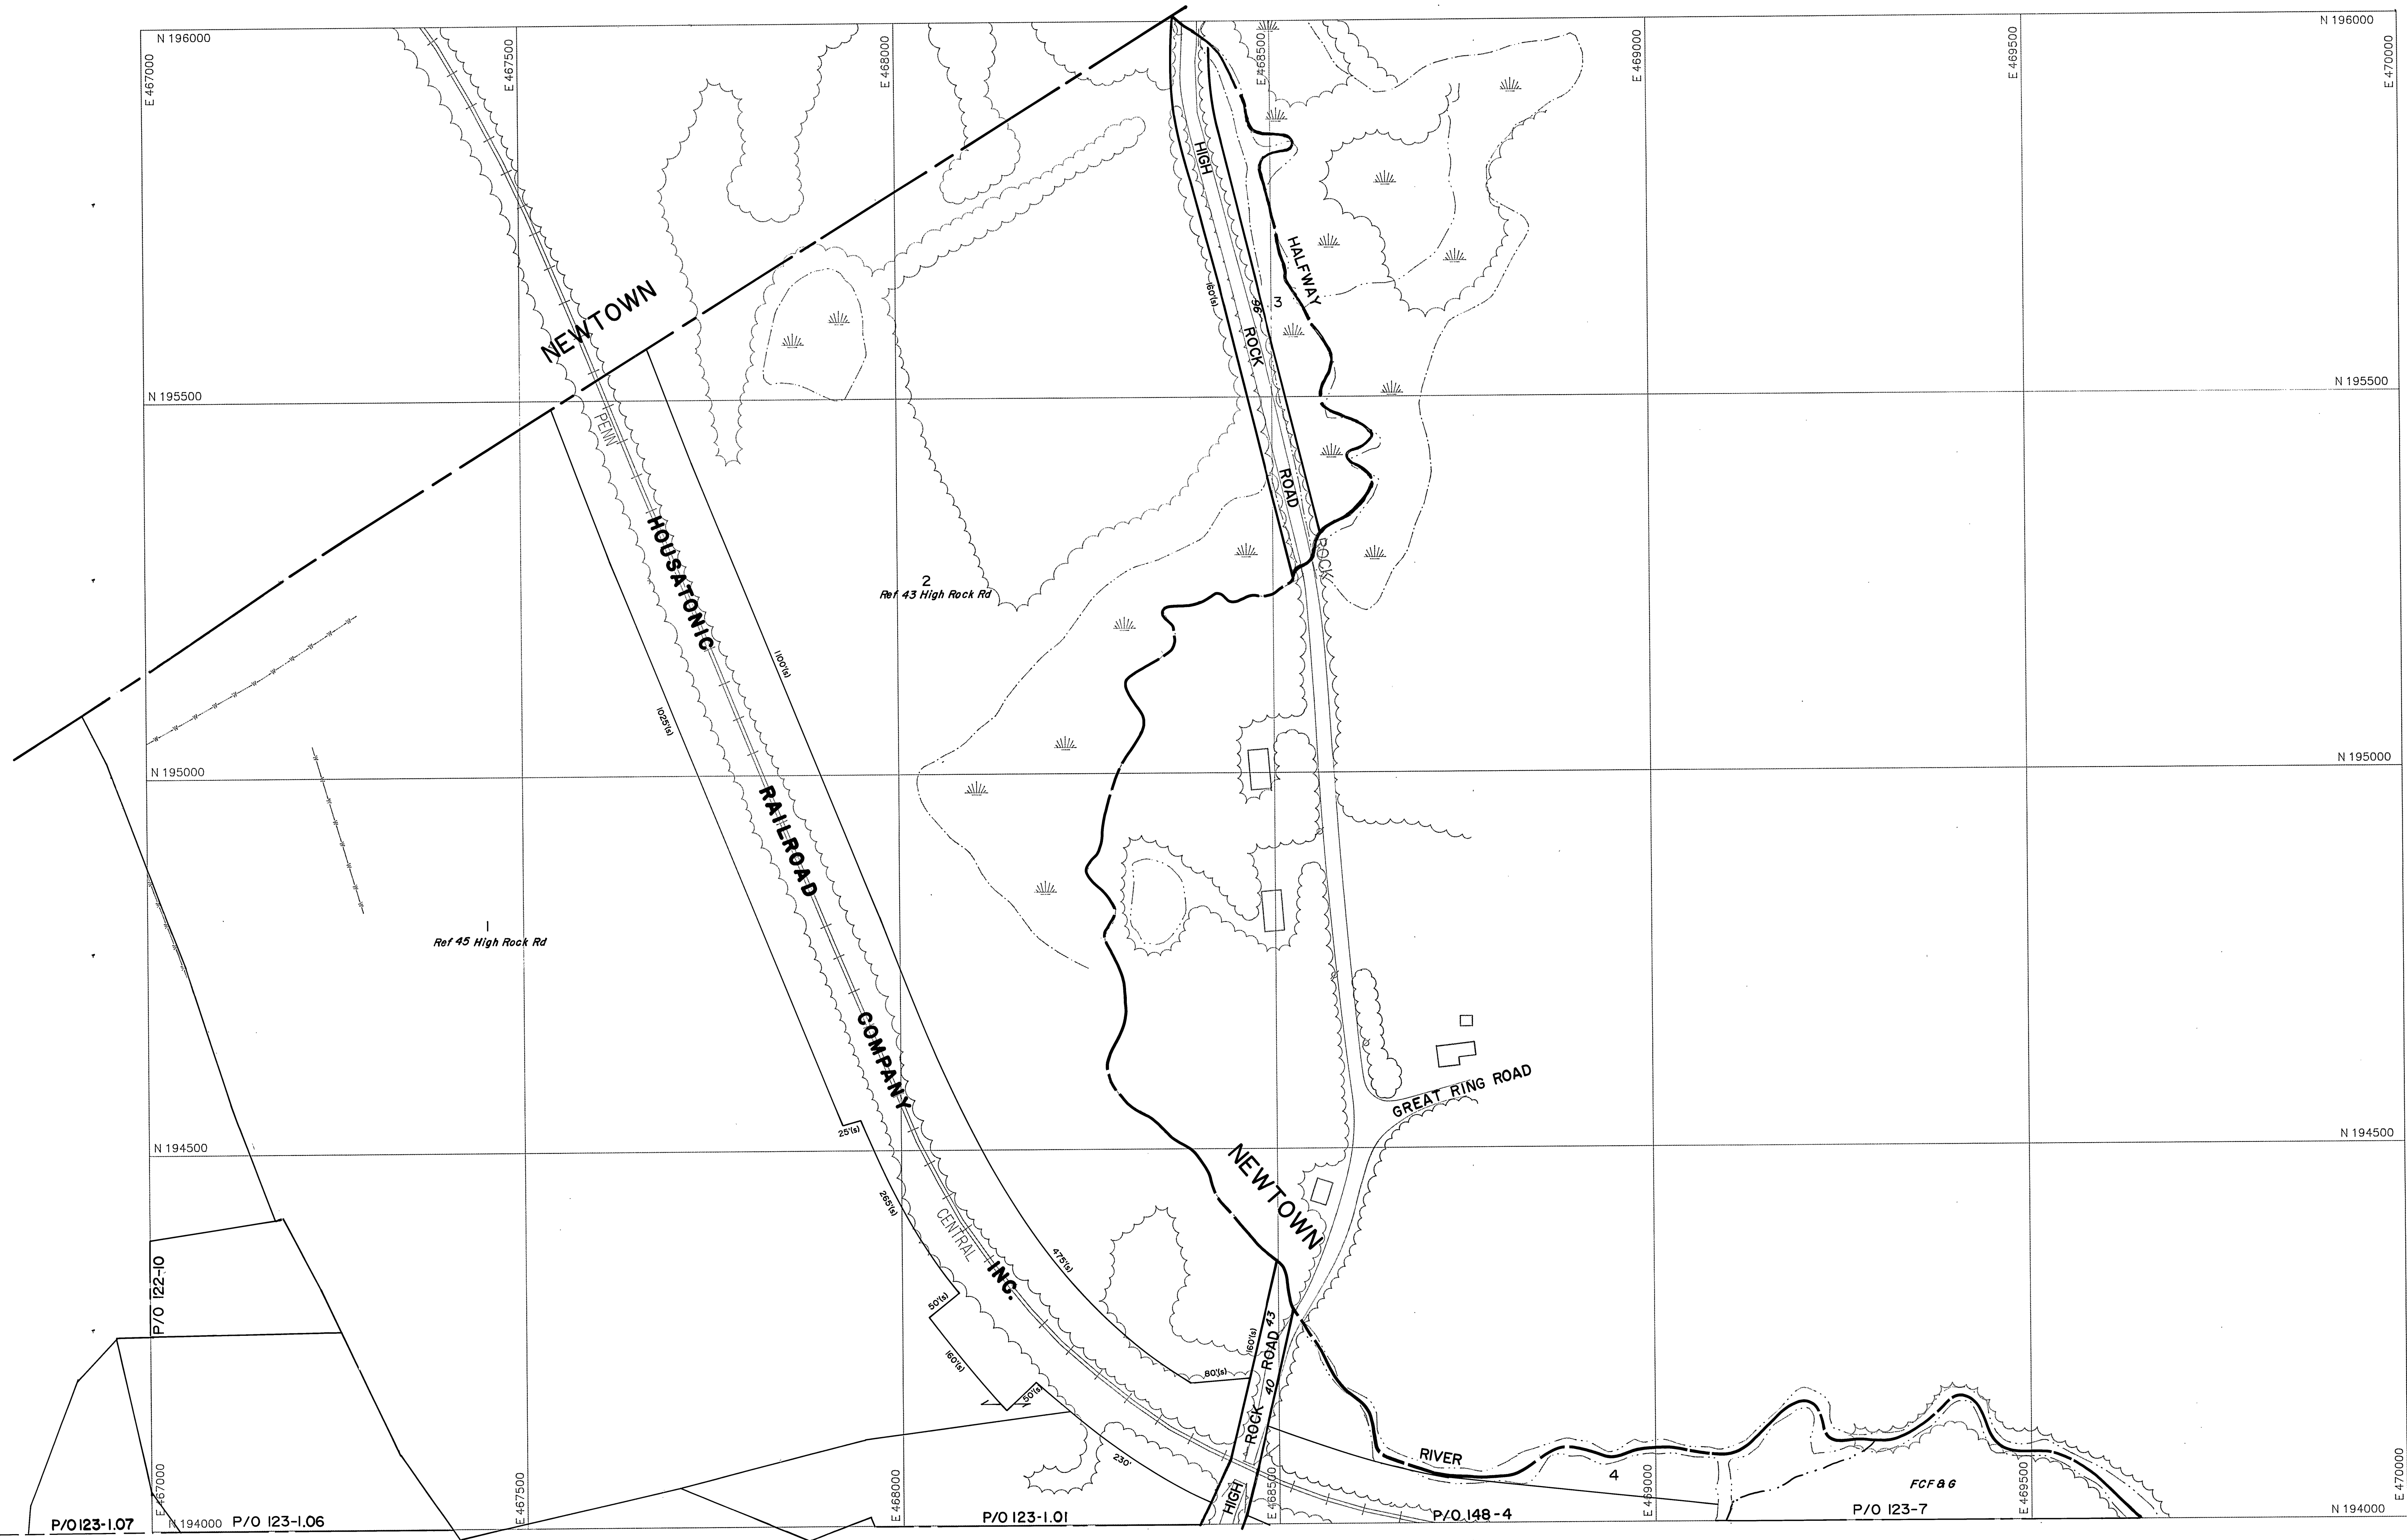 N 196000
N 196000
E 467000
E 467500
E 468000
E 468500
E 469000
E 469500
E 470000
HIGH
HALFWAY
NEWTOWN
160'(s)
96
3
ROCK
N 195500
N 195500
PENN
ROAD
HOUSATONIC
ROCK
2
Ref 43 High Rock Rd
1100'(s)
1025'(s)
N 195000
N 195000
RAILROAD
1
Ref 45 High Rock Rd
COMPANY
GREAT RING ROAD
25'(s)
N 194500
N 194500
NEWTOWN
265'(s)
CENTRAL
475'(s)
INC.
P/O 122-10
50'(s)
160'(s)
50'(s)
80'(s)
160'(s)
43
ROAD
40
ROCK
HIGH
230'
RIVER
4
FCF&G
E 467000
E 467500
E 468000
E 468500
E 469000
E 469500
E 470000
P/O 123-1.07
N 194000
P/O 123-1.06
P/O 123-1.01
P/O 148-4
P/O 123-7
N 194000